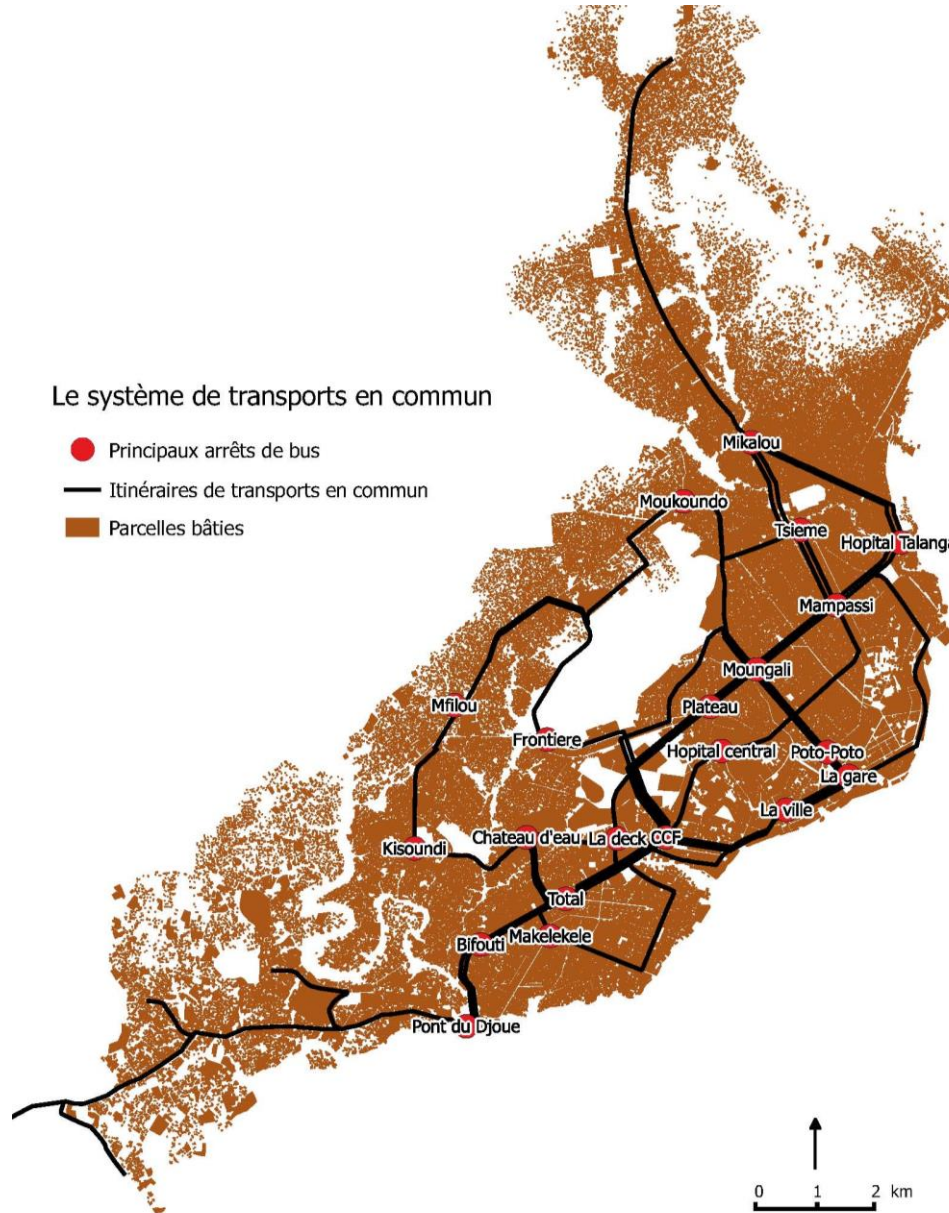 Le système de transports en commun
Principaux arrêts de bus
Itinéraires de transports en commun
Parcelles bâties
Mikalou
Moukoundo
Tsieme
Hopital Talanga
Mampassi
Moungali
Mfilou
Plateau
Frontiere
Hopital central
Poto-Poto
La gare
La ville
Kisoundi
Chateau d'eau
La deck
CCF
Total
Bifouti
Makelekele
Pont du Djoue
0 1 2 km